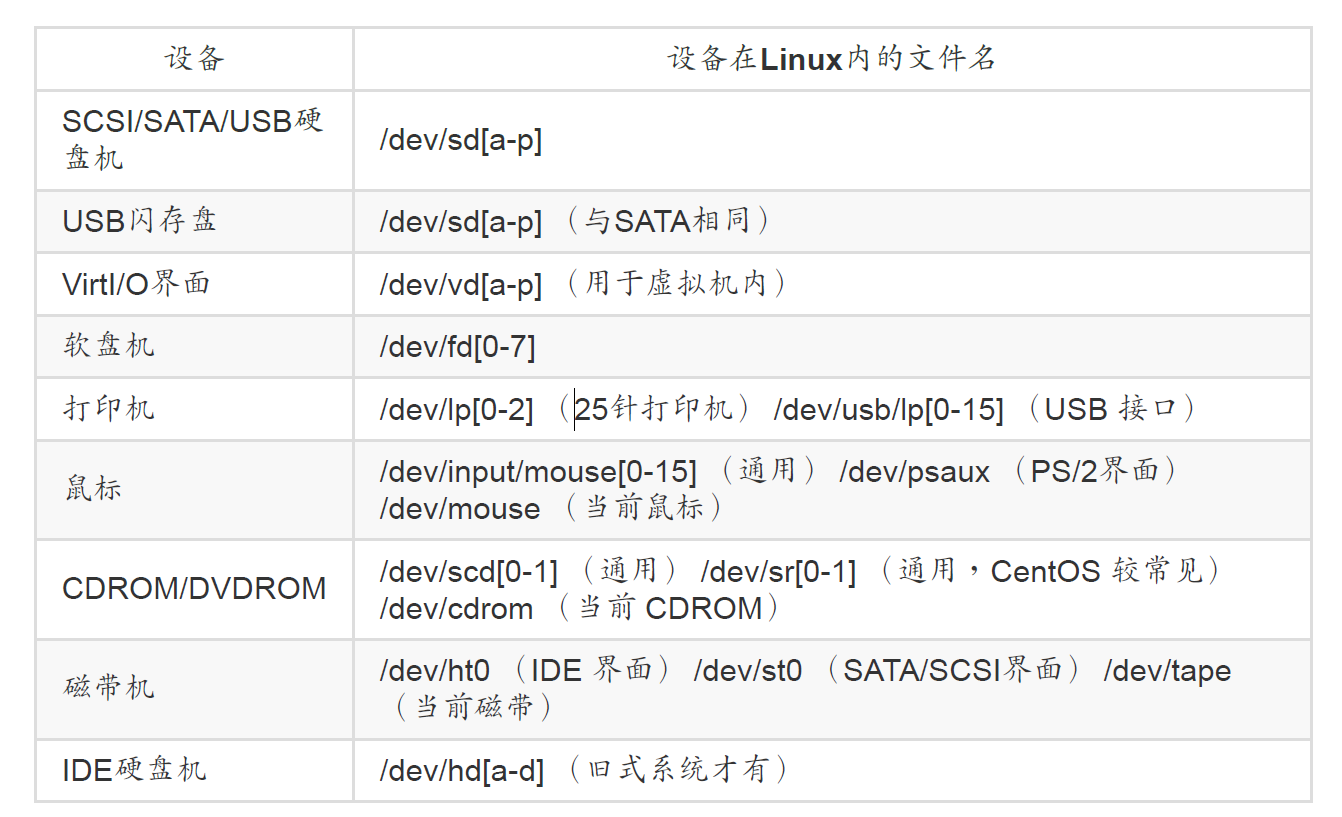 设备 设备在Linux内的文件名
SCSI/SATA/USB硬
盘机
/dev/sd[a-p]
USB闪存盘 /dev/sd[a-p] （与SATA相同）
VirtI/O界面 /dev/vd[a-p] （用于虚拟机内）
软盘机 /dev/fd[0-7]
打印机 /dev/lp[0-2] （25针打印机） /dev/usb/lp[0-15] （USB 接口）
鼠标
/dev/input/mouse[0-15] （通用） /dev/psaux （PS/2界面）
/dev/mouse （当前鼠标）
CDROM/DVDROM
/dev/scd[0-1] （通用） /dev/sr[0-1] （通用，CentOS 较常见）
/dev/cdrom （当前 CDROM）
磁带机
/dev/ht0 （IDE 界面） /dev/st0 （SATA/SCSI界面） /dev/tape
（当前磁带）
IDE硬盘机 /dev/hd[a-d] （旧式系统才有）